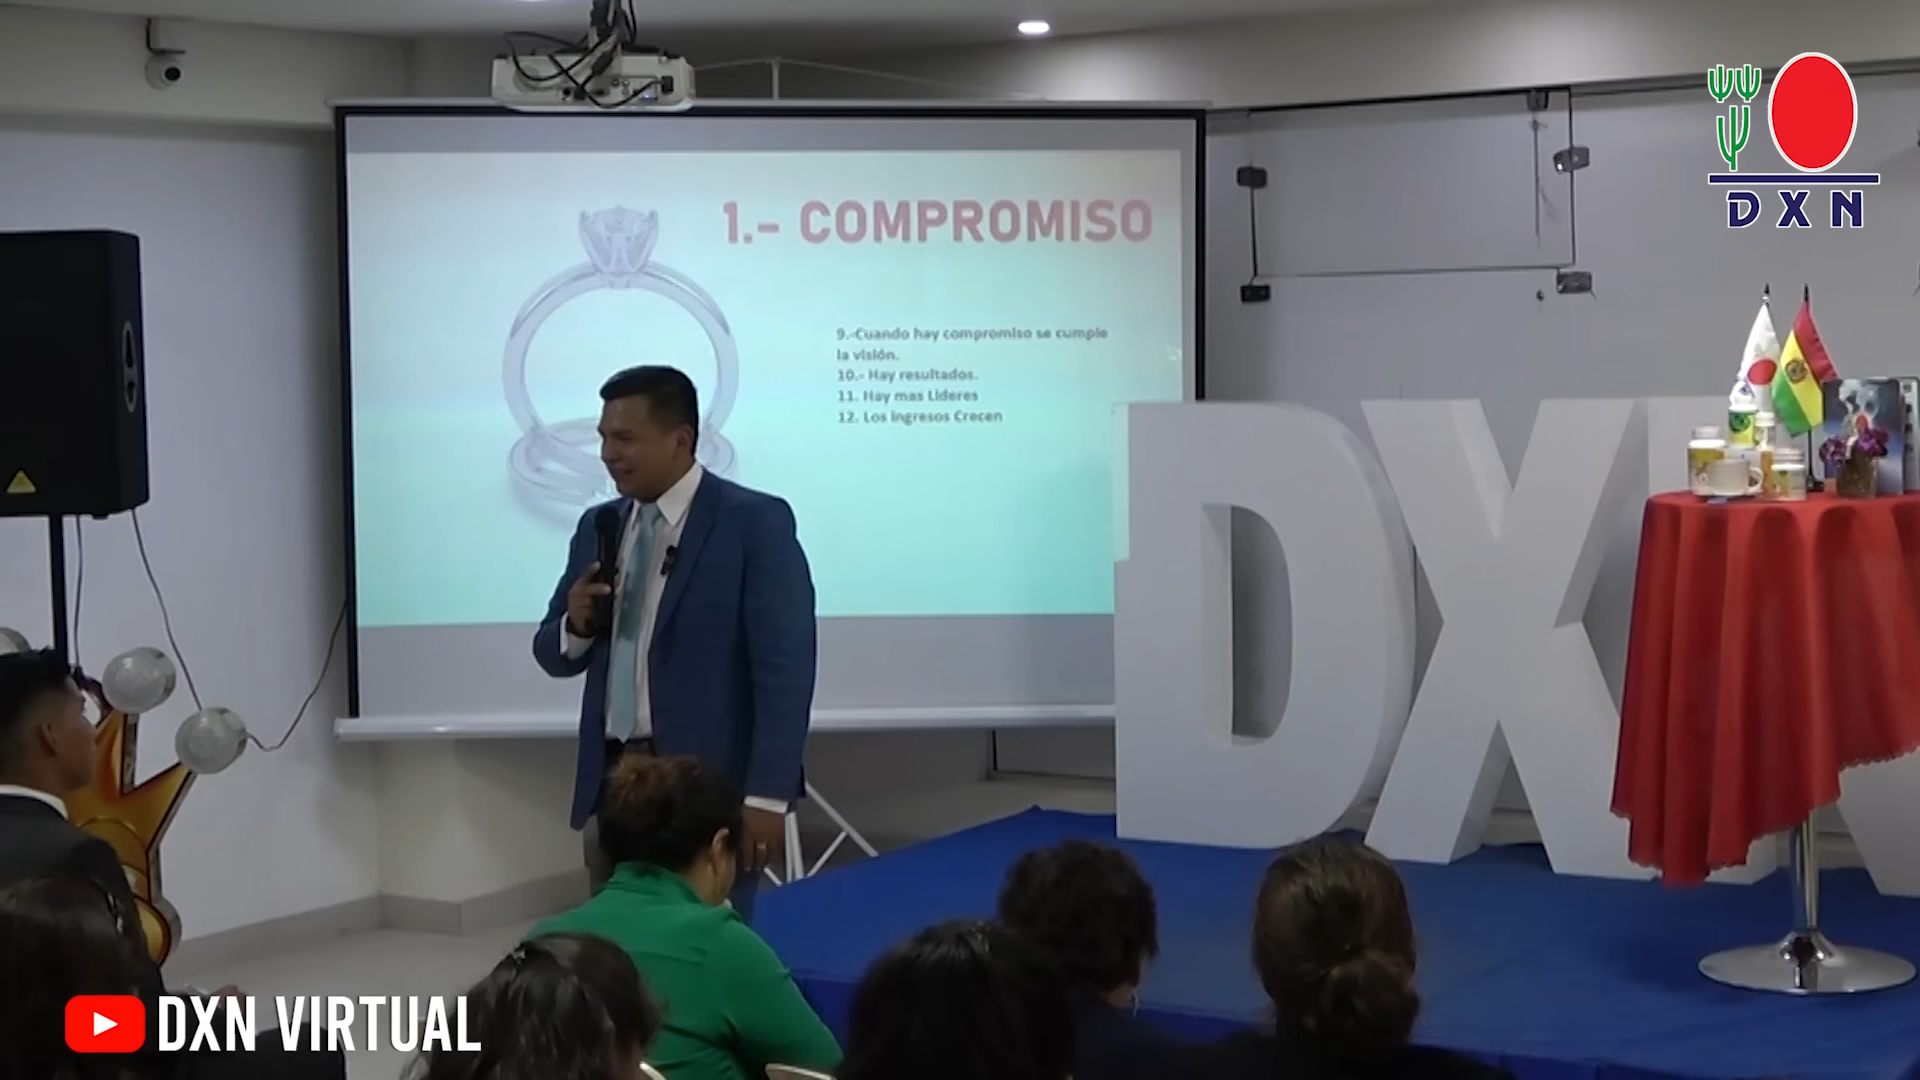 1.- COMPROMISO
9.-Cuando hay compromiso se cumple
la visión.
10.- Hay resultados.
11. Hay mas Lideres
12. Los ingresos Crecen
DXN
DX
DXN VIRTUAL